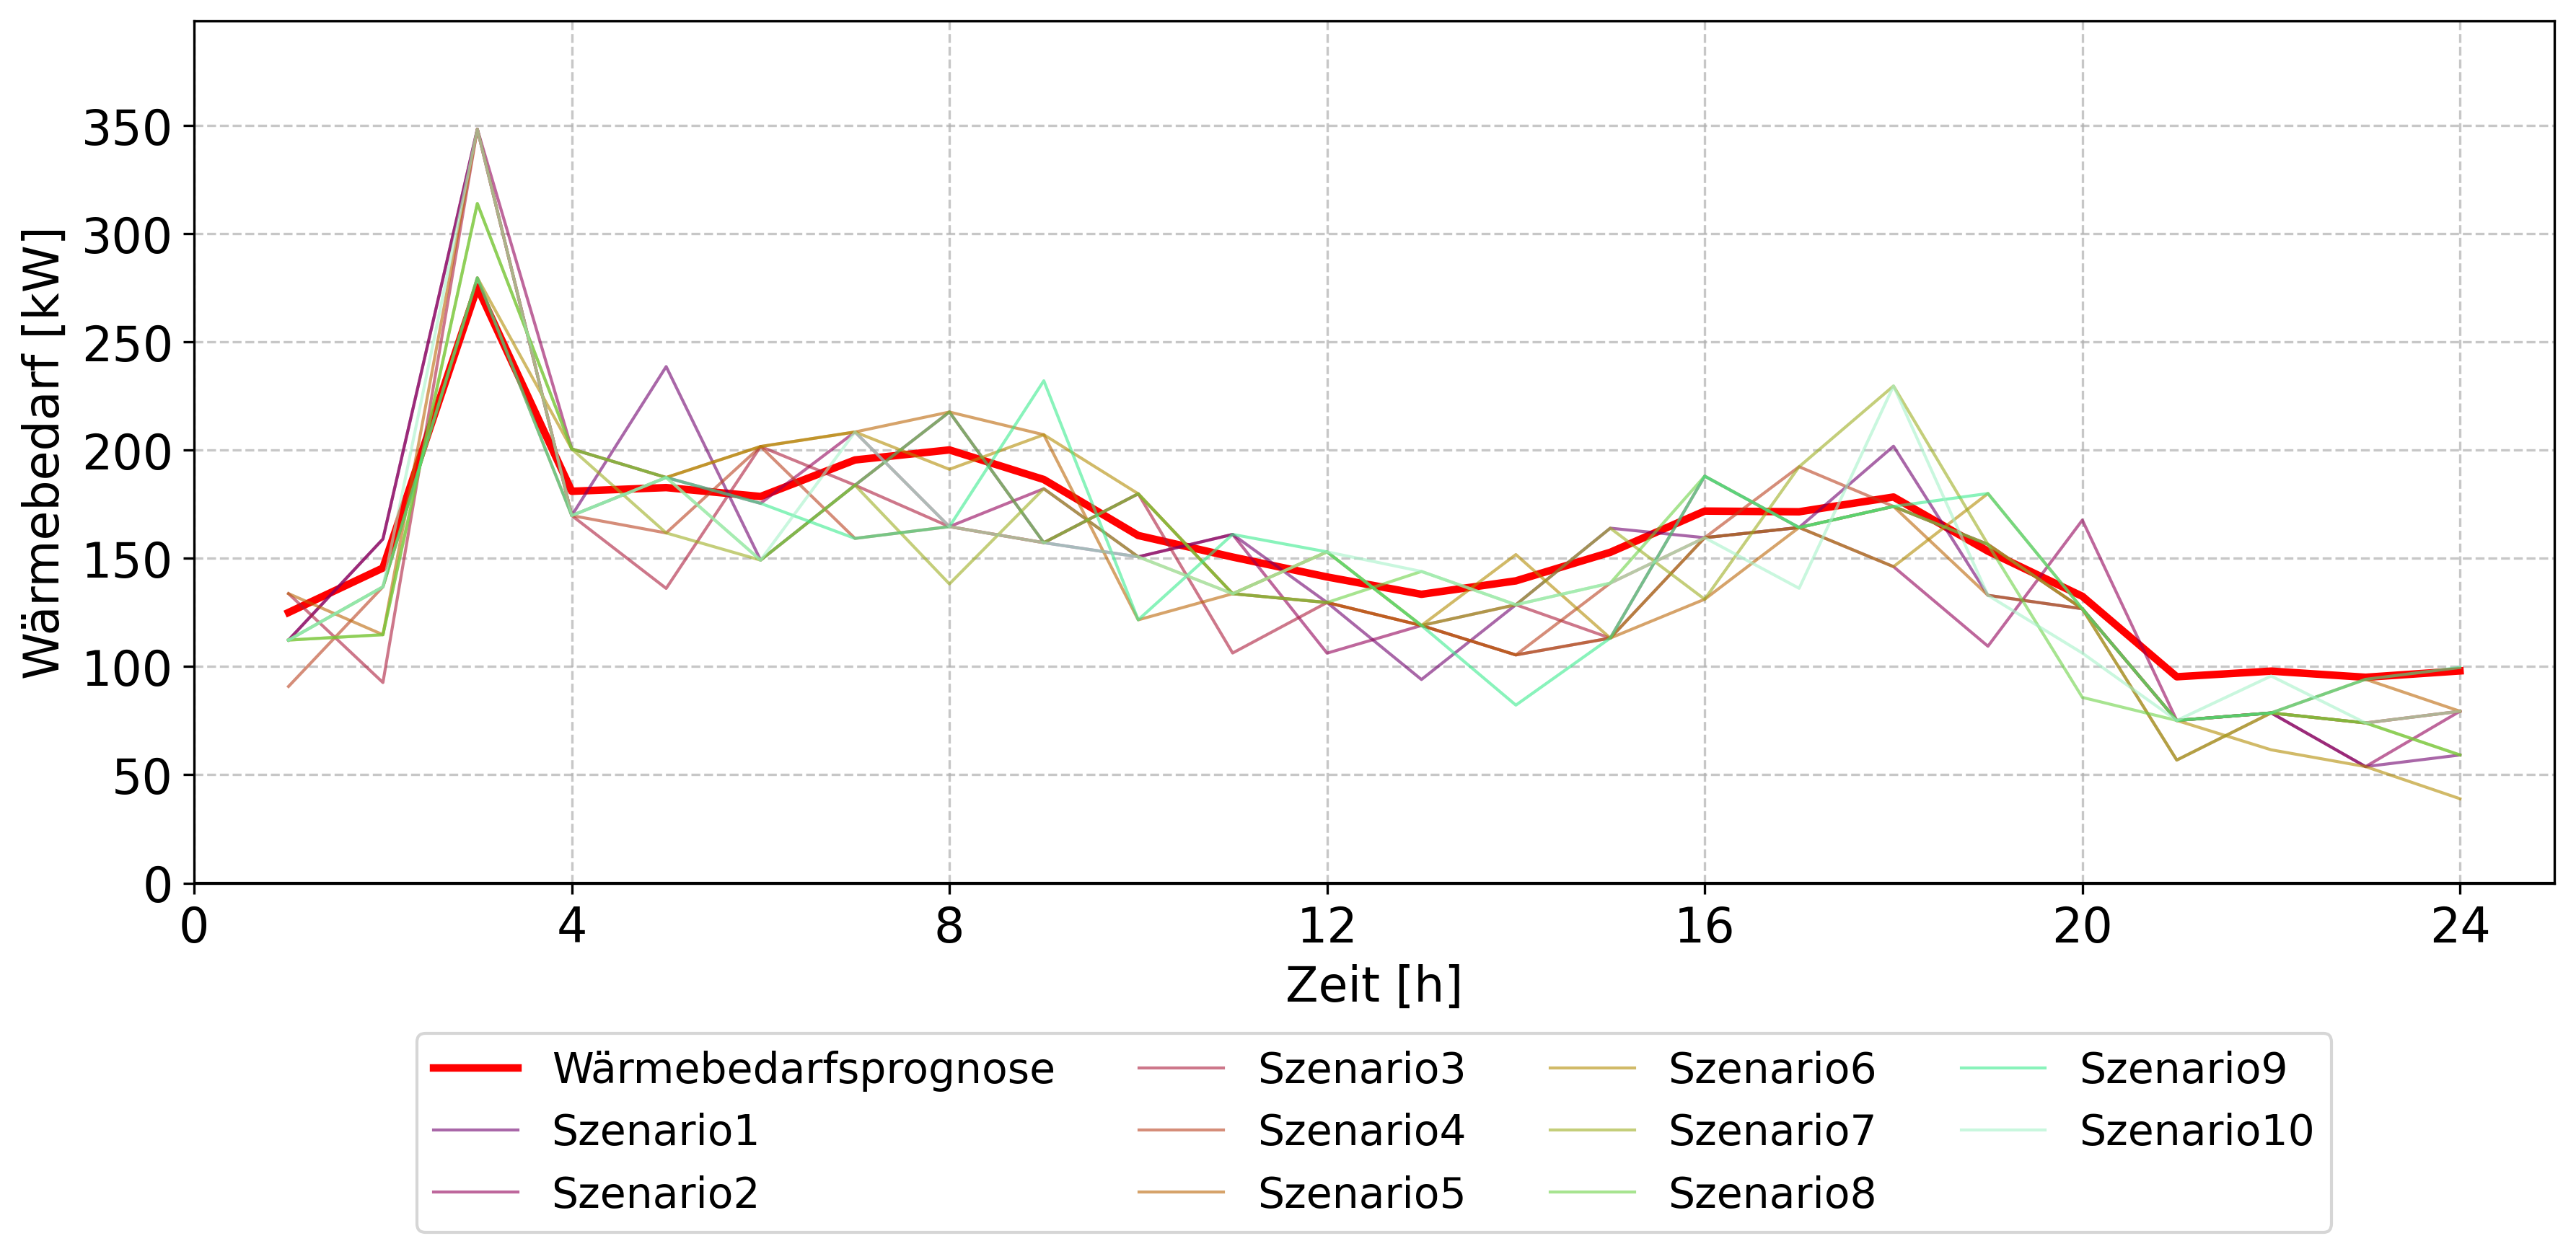 Wärmebedarf [kW]
350
300
250
200
150
100
50
0
0 4 8 12 16 20 24
Zeit [h]
Wärmebedarfsprognose
Szenario1
Szenario2
Szenario3
Szenario4
Szenario5
Szenario6
Szenario7
Szenario8
Szenario9
Szenario10